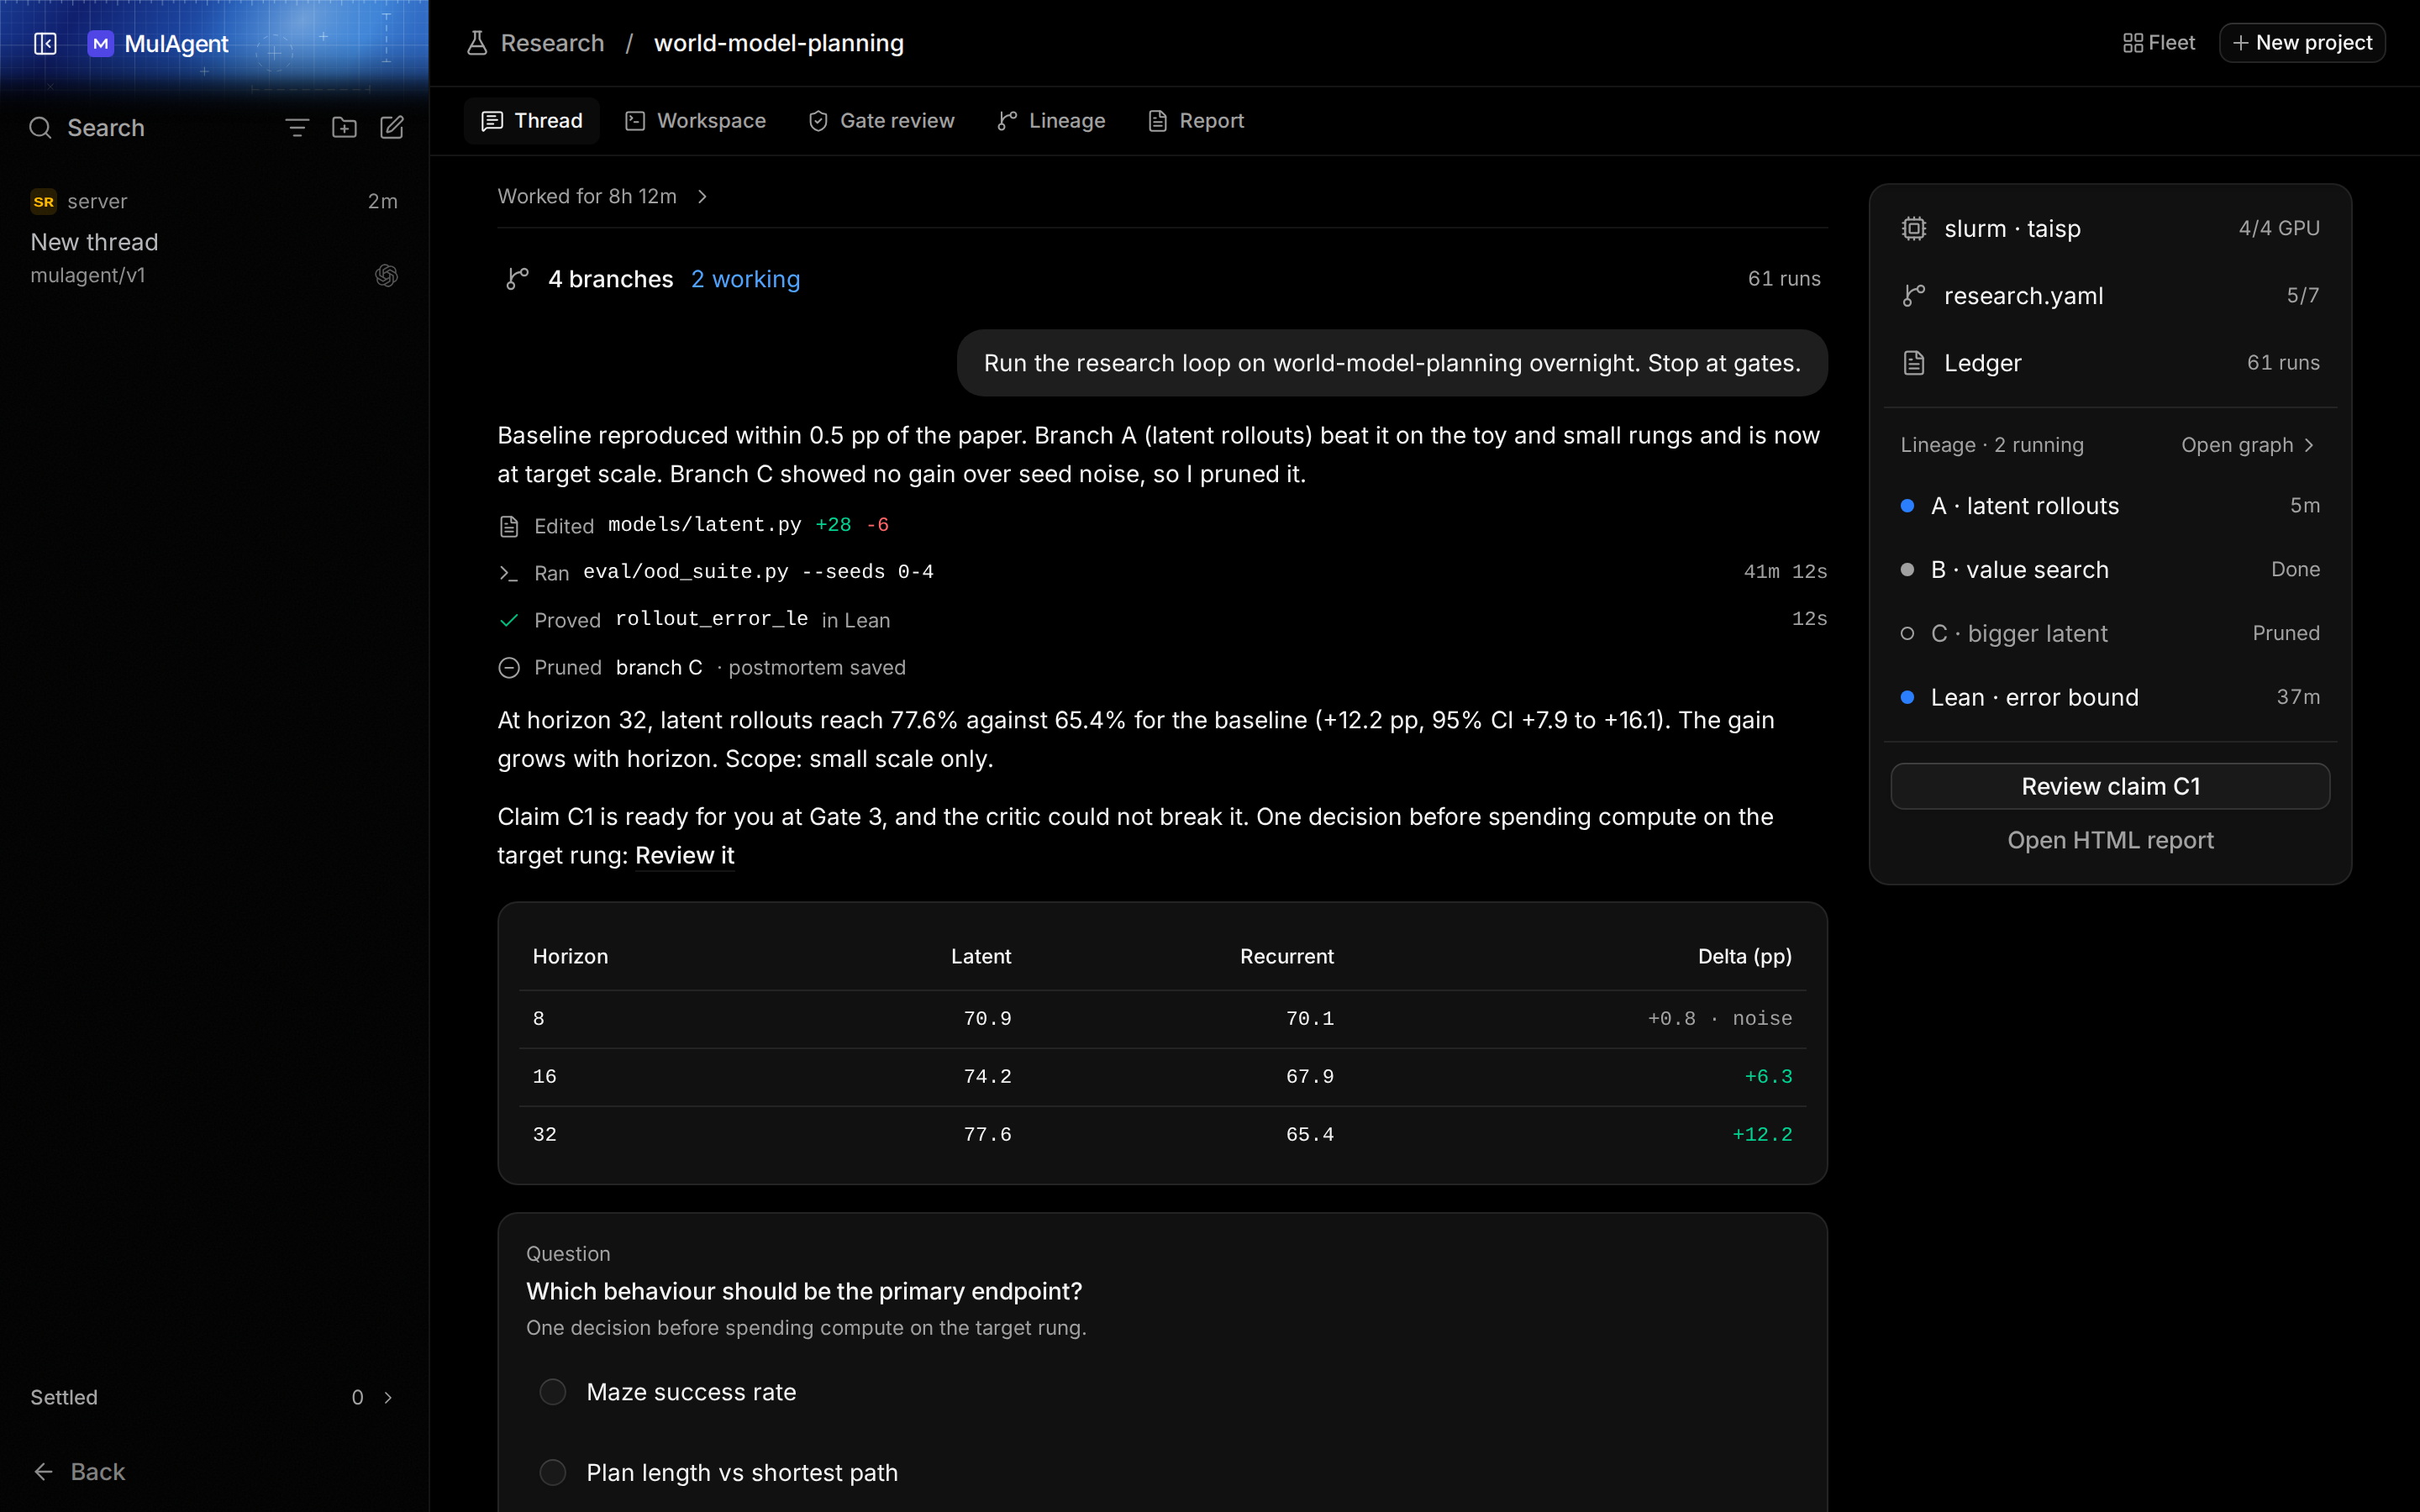 MulAgent
Search
SR server 2m
New thread
mulagent/v1
Settled 0
Back
Research / world-model-planning
Fleet
New project
Thread
Workspace
Gate review
Lineage
Report
Worked for 8h 12m
4 branches 2 working 61 runs
Run the research loop on world-model-planning overnight. Stop at gates.
Baseline reproduced within 0.5 pp of the paper. Branch A (latent rollouts) beat it on the toy and small rungs and is now
at target scale. Branch C showed no gain over seed noise, so I pruned it.
Edited models/latent.py +28 -6
Ran eval/ood_suite.py --seeds 0-4 41m 12s
Proved rollout_error_le in Lean 12s
Pruned branch C · postmortem saved
At horizon 32, latent rollouts reach 77.6% against 65.4% for the baseline (+12.2 pp, 95% CI +7.9 to +16.1). The gain
grows with horizon. Scope: small scale only.
Claim C1 is ready for you at Gate 3, and the critic could not break it. One decision before spending compute on the
target rung: Review it
Horizon Latent Recurrent Delta (pp)
8 70.9 70.1 +0.8 · noise
16 74.2 67.9 +6.3
32 77.6 65.4 +12.2
Question
Which behaviour should be the primary endpoint?
One decision before spending compute on the target rung.
Maze success rate
Plan length vs shortest path
slurm · taisp 4/4 GPU
research.yaml 5/7
Ledger 61 runs
Lineage · 2 running Open graph
A · latent rollouts 5m
B · value search Done
C · bigger latent Pruned
Lean · error bound 37m
Review claim C1
Open HTML report